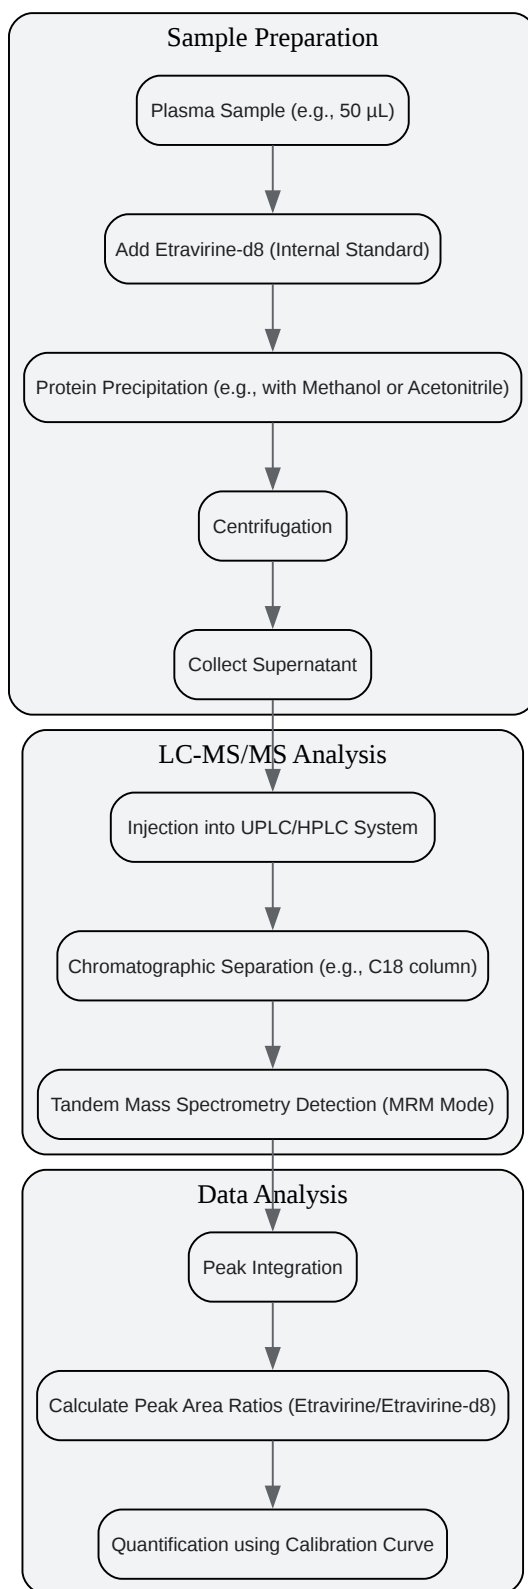 Sample Preparation
Plasma Sample (e.g., 50 µL)
Add Etravirine-d8 (Internal Standard)
Protein Precipitation (e.g., with Methanol or Acetonitrile)
Centrifugation
Collect Supernatant
LC-MS/MS Analysis
Injection into UPLC/HPLC System
Chromatographic Separation (e.g., C18 column)
Tandem Mass Spectrometry Detection (MRM Mode)
Data Analysis
Peak Integration
Calculate Peak Area Ratios (Etravirine/Etravirine-d8)
Quantification using Calibration Curve